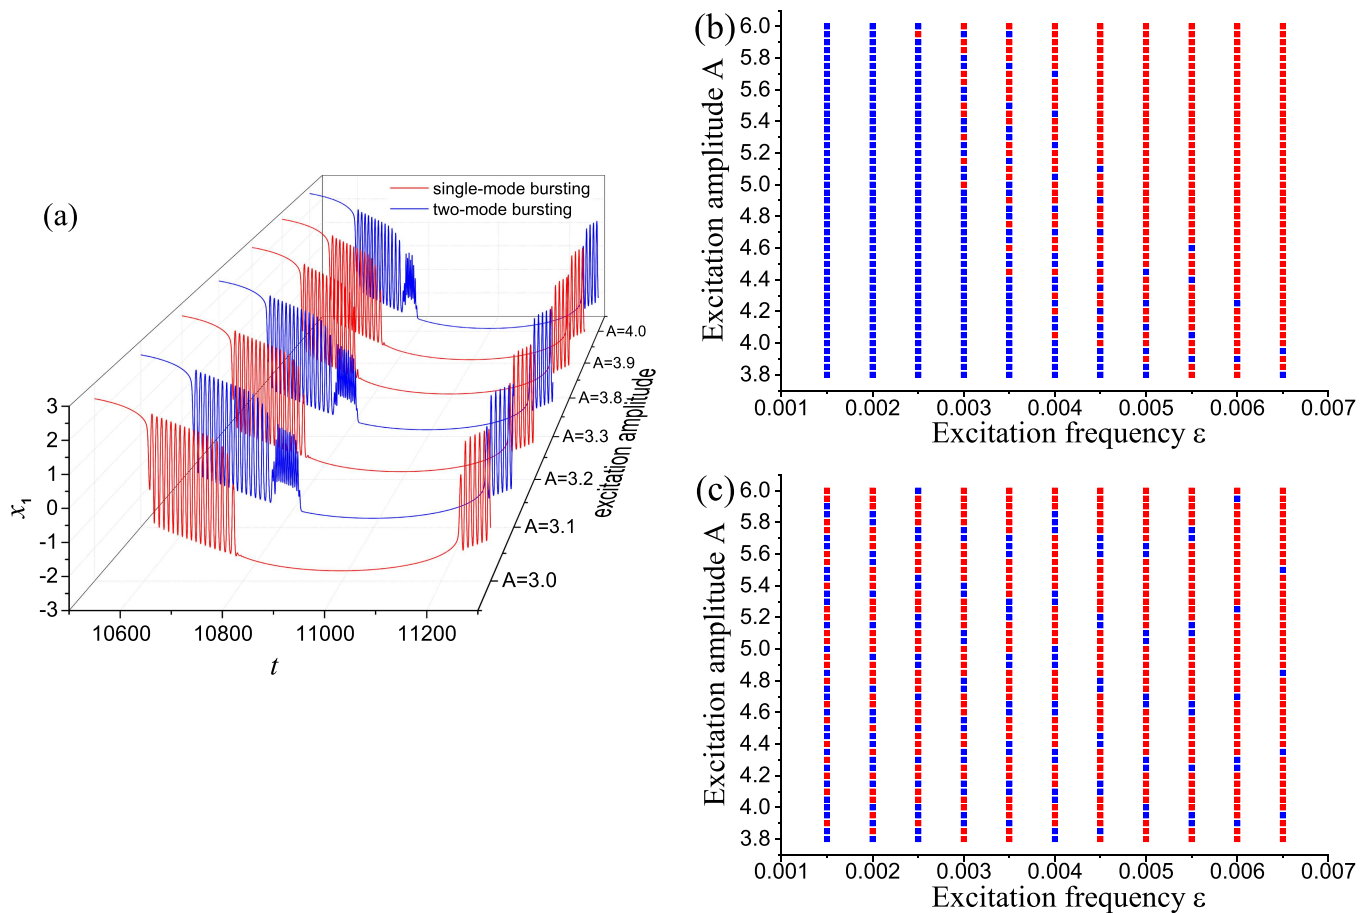 (a)
single-mode bursting
two-mode bursting
3
2
1
0
-1
-2
-3
x₁
10600
10800
11000
11200
t
A=4.0
A=3.9
A=3.8
A=3.3
A=3.2
A=3.1
A=3.0
excitation amplitude
(b)
6.0
5.8
5.6
5.4
5.2
5.0
4.8
4.6
4.4
4.2
4.0
3.8
Excitation amplitude A
0.001 0.002 0.003 0.004 0.005 0.006 0.007
Excitation frequency ε
(c)
6.0
5.8
5.6
5.4
5.2
5.0
4.8
4.6
4.4
4.2
4.0
3.8
Excitation amplitude A
0.001 0.002 0.003 0.004 0.005 0.006 0.007
Excitation frequency ε